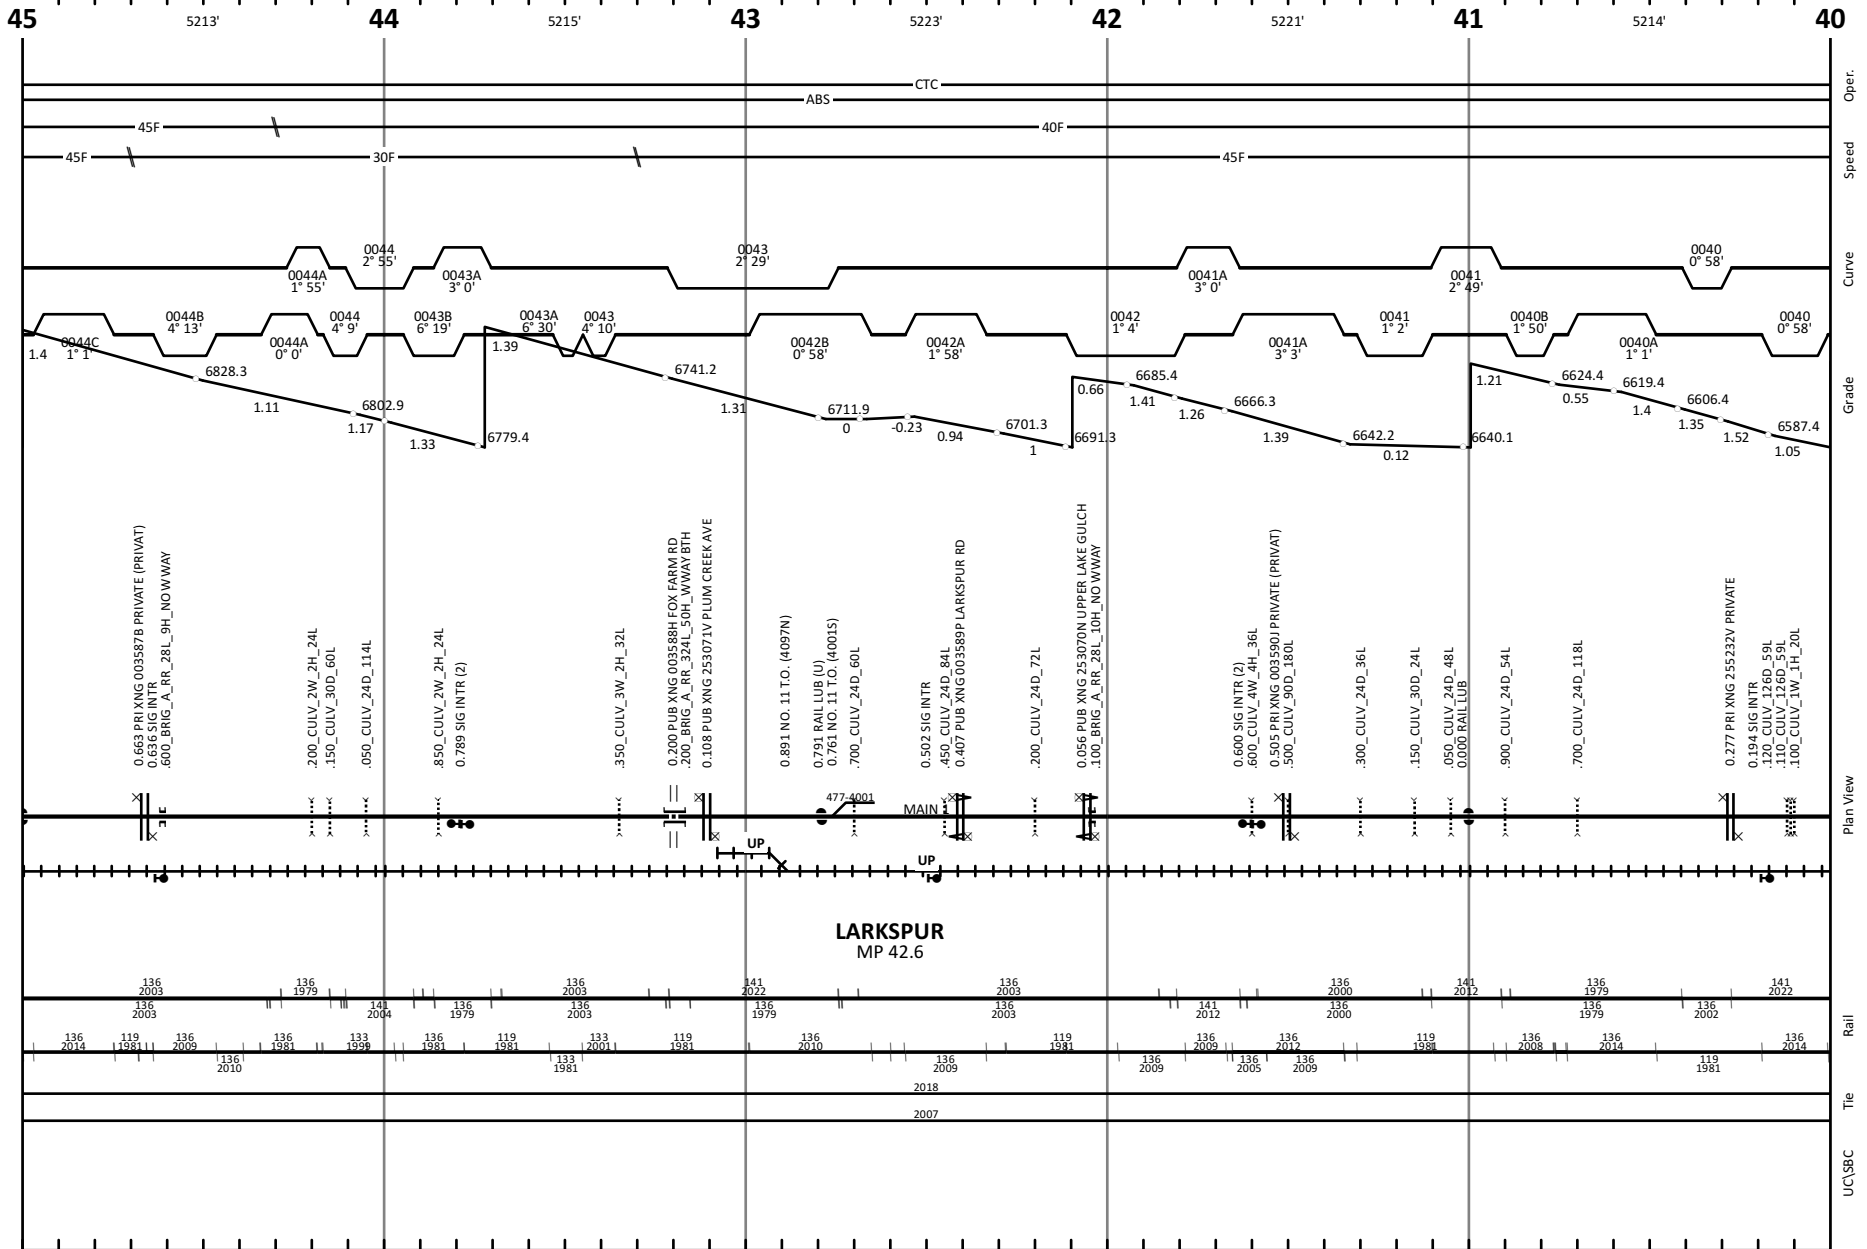 45
5213'
44
5215'
43
5223'
42
5221'
41
5214'
40
CTC
ABS
Oper.
45F
40F
45F
30F
45F
Speed
0044A
1° 55'
0044
2° 55'
0043A
3° 0'
0043
2° 29'
0041A
3° 0'
0041
2° 49'
0040
0° 58'
Curve
0044C
1° 1'
0044B
4° 13'
0044A
0° 0'
0044
4° 9'
0043B
6° 19'
0043A
6° 30'
0043
4° 10'
0042B
0° 58'
0042A
1° 58'
0042
1° 4'
0041A
3° 3'
0041
1° 2'
0040B
1° 50'
0040A
1° 1'
0040
0° 58'
1.4
6828.3
1.11
6802.9
1.17
1.33
6779.4
1.39
6741.2
1.31
6711.9
0
-0.23
0.94
6701.3
1
6691.3
0.66
6685.4
1.41
1.26
6666.3
1.39
6642.2
0.12
6640.1
1.21
6624.4
0.55
6619.4
1.4
6606.4
1.35
1.52
6587.4
1.05
Grade
0.663 PRI XNG 003587B PRIVATE (PRIVAT)
0.636 SIG INTR
.600_BRIG_A_RR_28L_9H_NO WWAY
.200_CULV_2W_2H_24L
.150_CULV_30D_60L
.050_CULV_24D_114L
.850_CULV_2W_2H_24L
0.789 SIG INTR (2)
.350_CULV_3W_2H_32L
0.200 PUB XNG 003588H FOX FARM RD
.200_BRIG_A_RR_324L_50H_WWAY BTH
0.108 PUB XNG 253071V PLUM CREEK AVE
0.891 NO. 11 T.O. (4097N)
0.791 RAIL LUB (U)
0.761 NO. 11 T.O. (4001S)
.700_CULV_24D_60L
0.502 SIG INTR
.450_CULV_24D_84L
0.407 PUB XNG 003589P LARKSPUR RD
.200_CULV_24D_72L
0.056 PUB XNG 253070N UPPER LAKE GULCH
.100_BRIG_A_RR_28L_10H_NO WWAY
0.600 SIG INTR (2)
.600_CULV_4W_4H_36L
0.505 PRI XNG 003590J PRIVATE (PRIVAT)
.500_CULV_90D_180L
.300_CULV_24D_36L
.150_CULV_30D_24L
.050_CULV_24D_48L
0.000 RAIL LUB
.900_CULV_24D_54L
.700_CULV_24D_118L
0.277 PRI XNG 255232V PRIVATE
0.194 SIG INTR
.120_CULV_126D_59L
.110_CULV_126D_59L
.100_CULV_1W_1H_20L
477-4001
MAIN 1
UP
UP
Plan View
LARKSPUR
MP 42.6
136
2003
136
1979
136
2003
141
2022
136
2003
136
2000
141
2012
136
1979
141
2022
136
2003
141
2004
136
1979
136
2003
136
1979
136
2003
141
2012
136
2000
136
1979
136
2002
Rail
136
2014
119
1981
136
2009
136
1981
133
1999
136
1981
119
1981
133
2001
119
1981
136
2010
119
1981
136
2009
136
2012
119
1981
136
2008
136
2014
136
2014
136
2010
133
1981
136
2009
136
2009
136
2005
136
2009
119
1981
2018
2007
Tie
UC\SBC